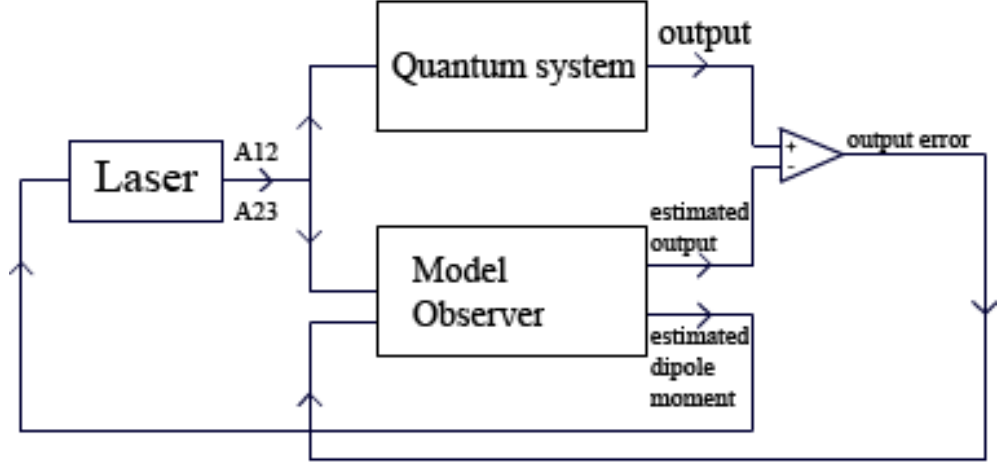 output
Quantum system
output error
+
-
A12
Laser
A23
estimated
output
Model
Observer
estimated
dipole
moment